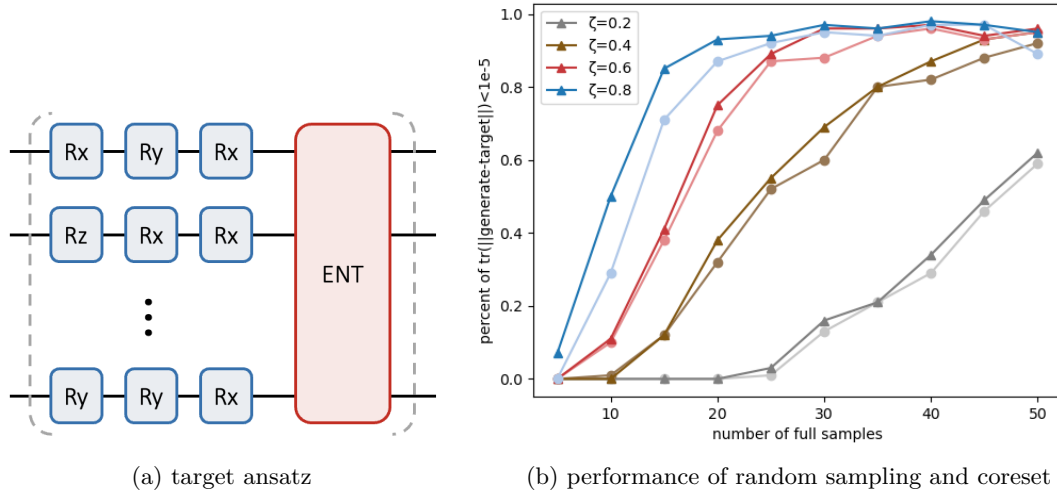 Rx Ry Rx
Rz Rx Rx
ENT
Ry Rx Rx
(a) target ansatz
percent of tr(||generate-target||)<1e-5
1.0
0.8
0.6
0.4
0.2
0.0
ζ=0.2
ζ=0.4
ζ=0.6
ζ=0.8
10 20 30 40 50
number of full samples
(b) performance of random sampling and coreset